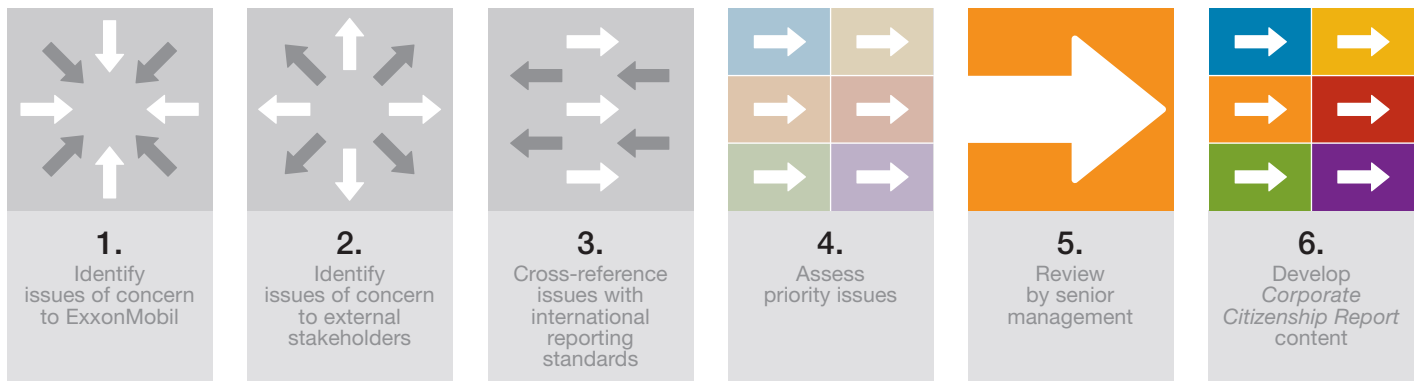 1.
Identify
issues of concern
to ExxonMobil
2.
Identify
issues of concern
to external
stakeholders
3.
Cross-reference
issues with
international
reporting
standards
4.
Assess
priority issues
5.
Review
by senior
management
6.
Develop
Corporate
Citizenship Report
content